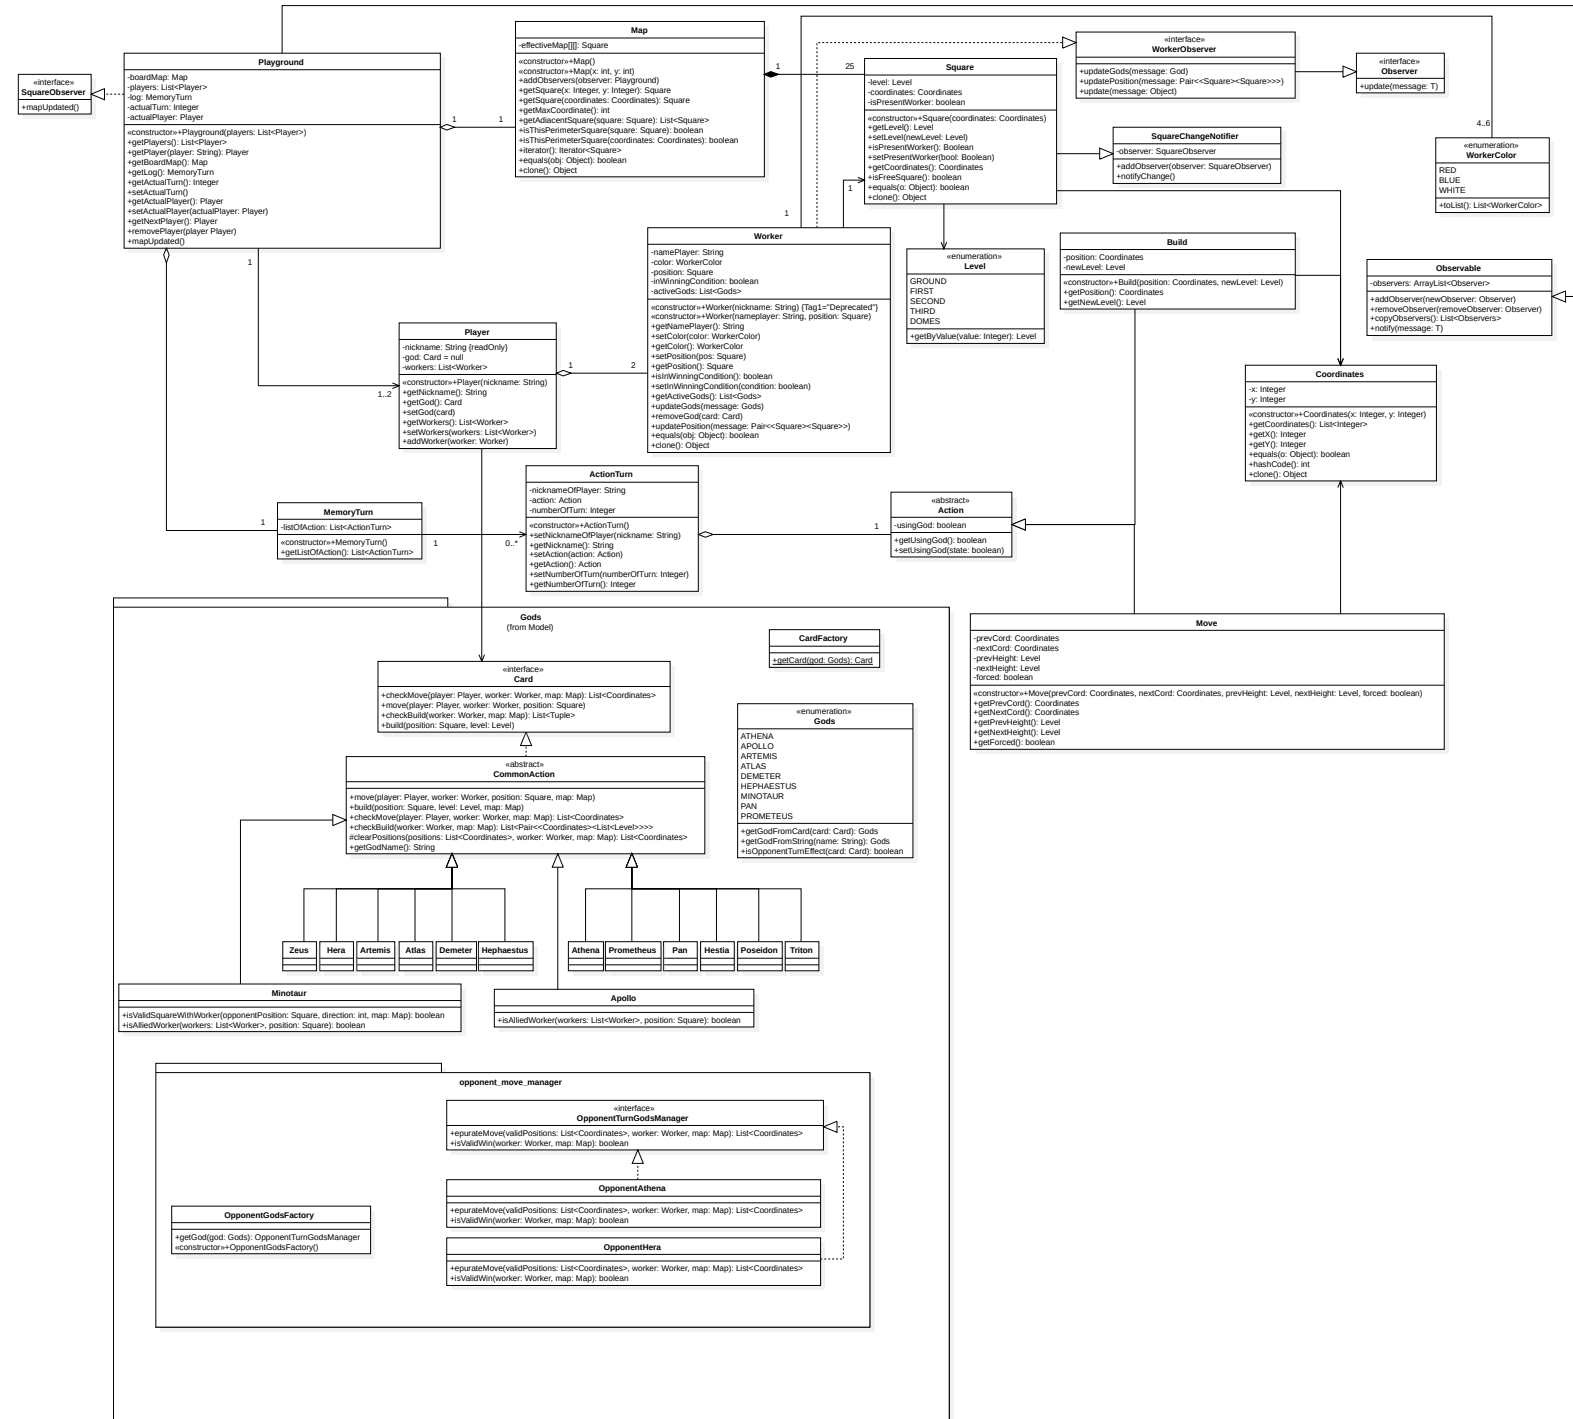 «interface»
SquareObserver
+mapUpdated()
Playground
-boardMap: Map
-players: List<Player>
-log: MemoryTurn
-actualTurn: Integer
-actualPlayer: Player
«constructor»+Playground(players: List<Player>)
+getPlayers(): List<Player>
+getPlayer(player: String): Player
+getBoardMap(): Map
+getLog(): MemoryTurn
+getActualTurn(): Integer
+setActualTurn()
+getActualPlayer(): Player
+setActualPlayer(actualPlayer: Player)
+getNextPlayer(): Player
+removePlayer(player Player)
+mapUpdated()
1
1
Map
-effectiveMap[][]: Square
«constructor»+Map()
«constructor»+Map(x: int, y: int)
+addObservers(observer: Playground)
+getSquare(x: Integer, y: Integer): Square
+getSquare(coordinates: Coordinates): Square
+getMaxCoordinate(): int
+getAdiacentSquare(square: Square): List<Square>
+isThisPerimeterSquare(square: Square): boolean
+isThisPerimeterSquare(coordinates: Coordinates): boolean
+iterator(): Iterator<Square>
+equals(obj: Object): boolean
+clone(): Object
1
25
Square
-level: Level
-coordinates: Coordinates
-isPresentWorker: boolean
«constructor»+Square(coordinates: Coordinates)
+getLevel(): Level
+setLevel(newLevel: Level)
+isPresentWorker(): Boolean
+setPresentWorker(bool: Boolean)
+getCoordinates(): Coordinates
+isFreeSquare(): boolean
+equals(o: Object): boolean
+clone(): Object
«interface»
WorkerObserver
+updateGods(message: God)
+updatePosition(message: Pair<<Square><Square>>>)
+update(message: Object)
«interface»
Observer
+update(message: T)
SquareChangeNotifier
-observer: SquareObserver
+addObserver(observer: SquareObserver)
+notifyChange()
4..6
«enumeration»
WorkerColor
RED
BLUE
WHITE
+toList(): List<WorkerColor>
1
1
1
Worker
-namePlayer: String
-color: WorkerColor
-position: Square
-inWinningCondition: boolean
-activeGods: List<Gods>
«constructor»+Worker(nickname: String) {Tag1="Deprecated"}
«constructor»+Worker(nameplayer: String, position: Square)
+getNamePlayer(): String
+setColor(color: WorkerColor)
+getColor(): WorkerColor
+setPosition(pos: Square)
+getPosition(): Square
+isInWinningCondition(): boolean
+setInWinningCondition(condition: boolean)
+getActiveGods(): List<Gods>
+updateGods(message: Gods)
+removeGod(card: Card)
+updatePosition(message: Pair<<Square><Square>>)
+equals(obj: Object): boolean
+clone(): Object
«enumeration»
Level
GROUND
FIRST
SECOND
THIRD
DOMES
+getByValue(value: Integer): Level
Build
-position: Coordinates
-newLevel: Level
«constructor»+Build(position: Coordinates, newLevel: Level)
+getPosition(): Coordinates
+getNewLevel(): Level
Observable
-observers: ArrayList<Observer>
+addObserver(newObserver: Observer)
+removeObserver(removeObserver: Observer)
+copyObservers(): List<Observers>
+notify(message: T)
Player
-nickname: String {readOnly}
-god: Card = null
-workers: List<Worker>
«constructor»+Player(nickname: String)
+getNickname(): String
+getGod(): Card
+setGod(card)
+getWorkers(): List<Worker>
+setWorkers(workers: List<Worker>)
+addWorker(worker: Worker)
1
2
1..2
Coordinates
-x: Integer
-y: Integer
«constructor»+Coordinates(x: Integer, y: Integer)
+getCoordinates(): List<Integer>
+getX(): Integer
+getY(): Integer
+equals(o: Object): boolean
+hashCode(): int
+clone(): Object
1
MemoryTurn
-listOfAction: List<ActionTurn>
«constructor»+MemoryTurn()
+getListOfAction(): List<ActionTurn>
1
0..*
ActionTurn
-nicknameOfPlayer: String
-action: Action
-numberOfTurn: Integer
«constructor»+ActionTurn()
+setNicknameOfPlayer(nickname: String)
+getNickname(): String
+setAction(action: Action)
+getAction(): Action
+setNumberOfTurn(numberOfTurn: Integer)
+getNumberOfTurn(): Integer
1
«abstract»
Action
-usingGod: boolean
+getUsingGod(): boolean
+setUsingGod(state: boolean)
Move
-prevCord: Coordinates
-nextCord: Coordinates
-prevHeight: Level
-nextHeight: Level
-forced: boolean
«constructor»+Move(prevCord: Coordinates, nextCord: Coordinates, prevHeight: Level, nextHeight: Level, forced: boolean)
+getPrevCord(): Coordinates
+getNextCord(): Coordinates
+getPrevHeight(): Level
+getNextHeight(): Level
+getForced(): boolean
Gods
(from Model)
CardFactory
+getCard(god: Gods): Card
«interface»
Card
+checkMove(player: Player, worker: Worker, map: Map): List<Coordinates>
+move(player: Player, worker: Worker, position: Square)
+checkBuild(worker: Worker, map: Map): List<Tuple>
+build(position: Square, level: Level)
«enumeration»
Gods
ATHENA
APOLLO
ARTEMIS
ATLAS
DEMETER
HEPHAESTUS
MINOTAUR
PAN
PROMETEUS
+getGodFromCard(card: Card): Gods
+getGodFromString(name: String): Gods
+isOpponentTurnEffect(card: Card): boolean
«abstract»
CommonAction
+move(player: Player, worker: Worker, position: Square, map: Map)
+build(position: Square, level: Level, map: Map)
+checkMove(player: Player, worker: Worker, map: Map): List<Coordinates>
+checkBuild(worker: Worker, map: Map): List<Pair<<Coordinates><List<Level>>>>
#clearPositions(positions: List<Coordinates>, worker: Worker, map: Map): List<Coordinates>
+getGodName(): String
Zeus
Hera
Artemis
Atlas
Demeter
Hephaestus
Athena
Prometheus
Pan
Hestia
Poseidon
Triton
Minotaur
+isValidSquareWithWorker(opponentPosition: Square, direction: int, map: Map): boolean
+isAlliedWorker(workers: List<Worker>, position: Square): boolean
Apollo
+isAlliedWorker(workers: List<Worker>, position: Square): boolean
opponent_move_manager
«interface»
OpponentTurnGodsManager
+epurateMove(validPositions: List<Coordinates>, worker: Worker, map: Map): List<Coordinates>
+isValidWin(worker: Worker, map: Map): boolean
OpponentAthena
+epurateMove(validPositions: List<Coordinates>, worker: Worker, map: Map): List<Coordinates>
+isValidWin(worker: Worker, map: Map): boolean
OpponentGodsFactory
+getGod(god: Gods): OpponentTurnGodsManager
«constructor»+OpponentGodsFactory()
OpponentHera
+epurateMove(validPositions: List<Coordinates>, worker: Worker, map: Map): List<Coordinates>
+isValidWin(worker: Worker, map: Map): boolean